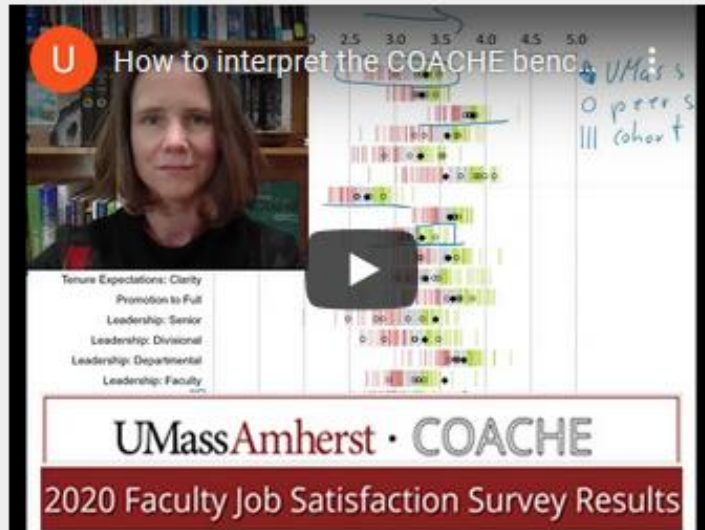 2.5 3.0 3.5 4.0 4.5 5.0
U How to interpret the COACHE benc...
UMass
peers
cohort
Tenure Expectations: Clarity
Promotion to Full
Leadership: Senior
Leadership: Divisional
Leadership: Departmental
Leadership: Faculty
UMassAmherst · COACHE
2020 Faculty Job Satisfaction Survey Results